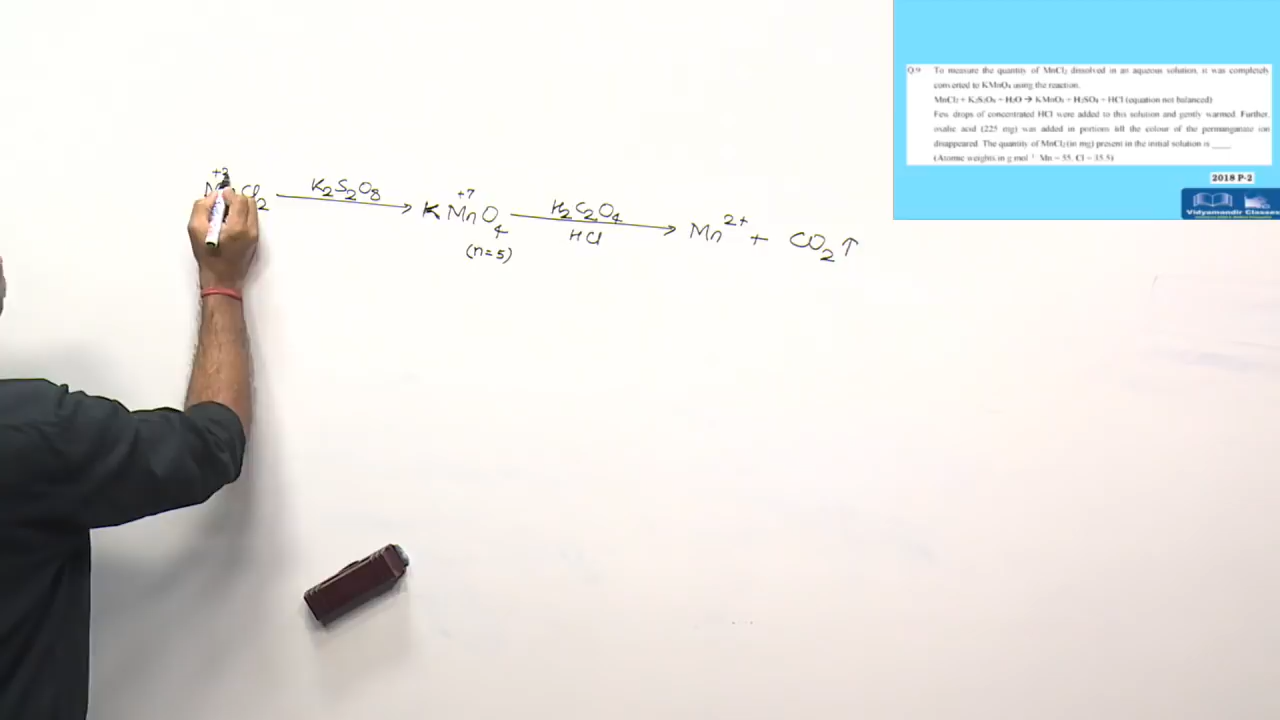 Q.9 To measure the quantity of MnCl₂ dissolved in an aqueous solution, it was completely
converted to KMnO₄ using the reaction.
MnCl₂ + K₂S₂O₈ + H₂O → KMnO₄ + H₂SO₄ + HCl (equation not balanced)
Few drops of concentrated HCl were added to this solution and gently warmed. Further,
oxalic acid (225 mg) was added in portions till the colour of the permanganate ion
disappeared. The quantity of MnCl₂ (in mg) present in the initial solution is ____
(Atomic weights in g mol⁻¹ Mn = 55, Cl = 35.5)
2018 P-2
Vidyamandir Classes
K₂S₂O₈ +7 H₂C₂O₄
Cl₂ → KMnO₄ → Mn²⁺ + CO₂↑
HCl
(n=5)